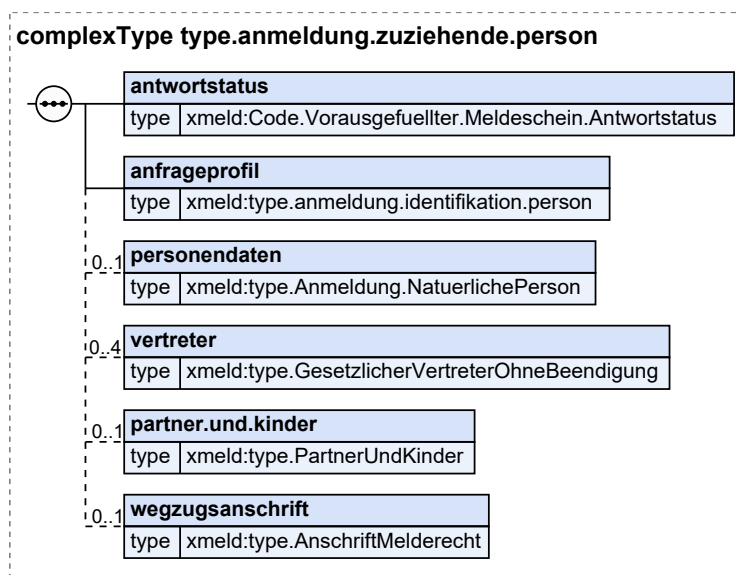 complexType type.anmeldung.zuziehende.person
antwortstatus
type xmeld:Code.Vorausgefuellter.Meldeschein.Antwortstatus
anfrageprofil
type xmeld:type.anmeldung.identifikation.person
0..1 personendaten
type xmeld:type.Anmeldung.NatuerlichePerson
0..4 vertreter
type xmeld:type.GesetzlicherVertreterOhneBeendigung
0..1 partner.und.kinder
type xmeld:type.PartnerUndKinder
0..1 wegzugsanschrift
type xmeld:type.AnschriftMelderecht